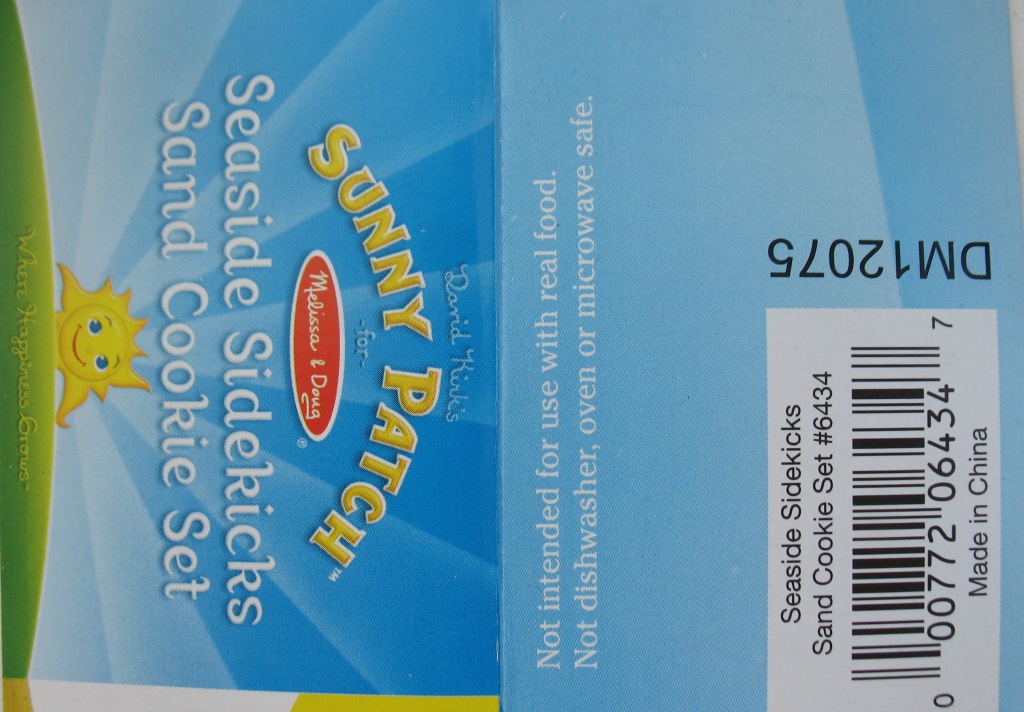 David Kirk's
SUNNY PATCH™
-for-
Melissa & Doug®
Seaside Sidekicks
Sand Cookie Set
Where Happiness Grows™
Not intended for use with real food.
Not dishwasher, oven or microwave safe.
DM12075
Seaside Sidekicks
Sand Cookie Set #6434
0 00772 06434 7
Made in China